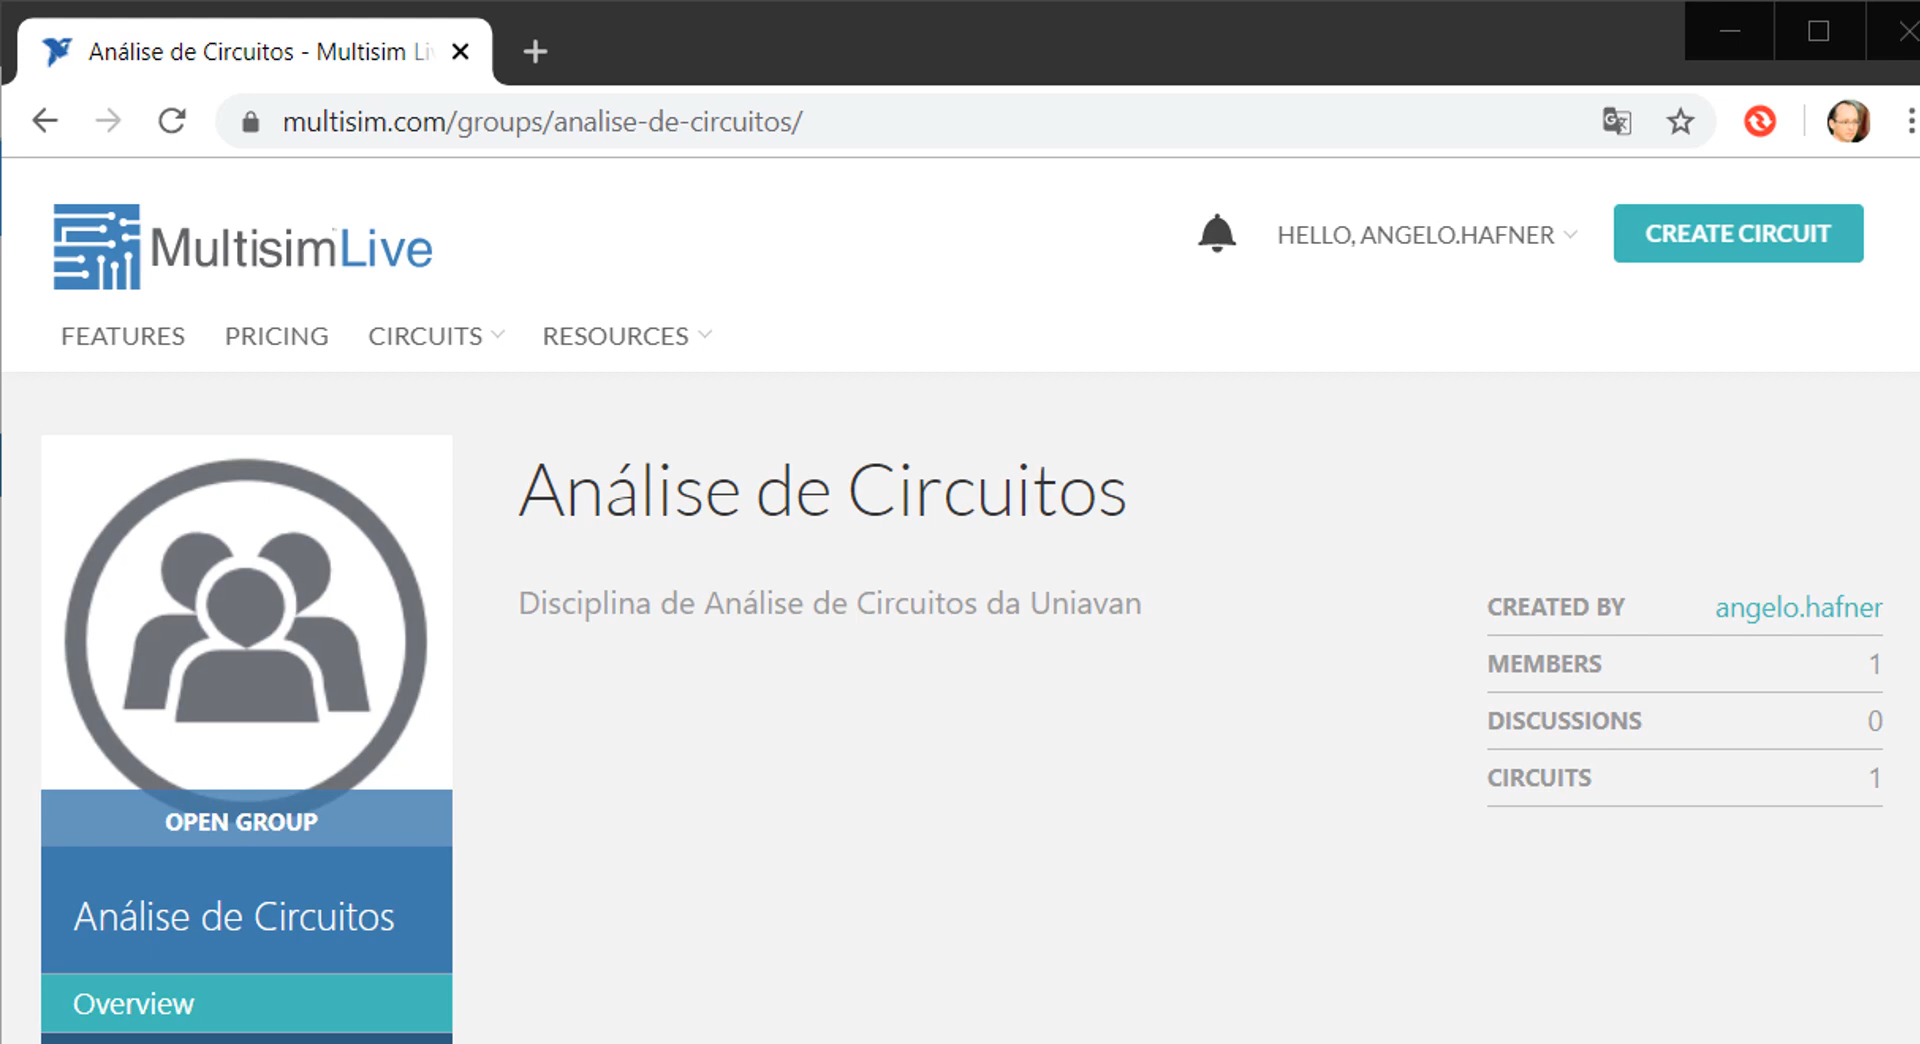 Análise de Circuitos - Multisim Li
multisim.com/groups/analise-de-circuitos/
MultisimLive
HELLO, ANGELO.HAFNER
CREATE CIRCUIT
FEATURES PRICING CIRCUITS RESOURCES
Análise de Circuitos
Disciplina de Análise de Circuitos da Uniavan
CREATED BY angelo.hafner
MEMBERS 1
DISCUSSIONS 0
CIRCUITS 1
OPEN GROUP
Análise de Circuitos
Overview